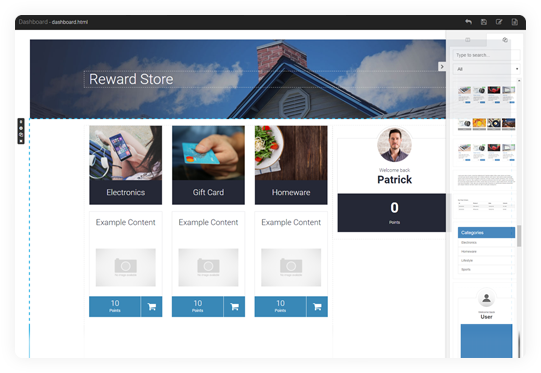 Dashboard - dashboard.html
Type to search...
All
Reward Store
Electronics
Gift Card
Homeware
Welcome back
Patrick
0
Points
Example Content
Example Content
Example Content
10
Points
10
Points
10
Points
Categories
Electronics
Homeware
Lifestyle
Sports
Welcome back
User